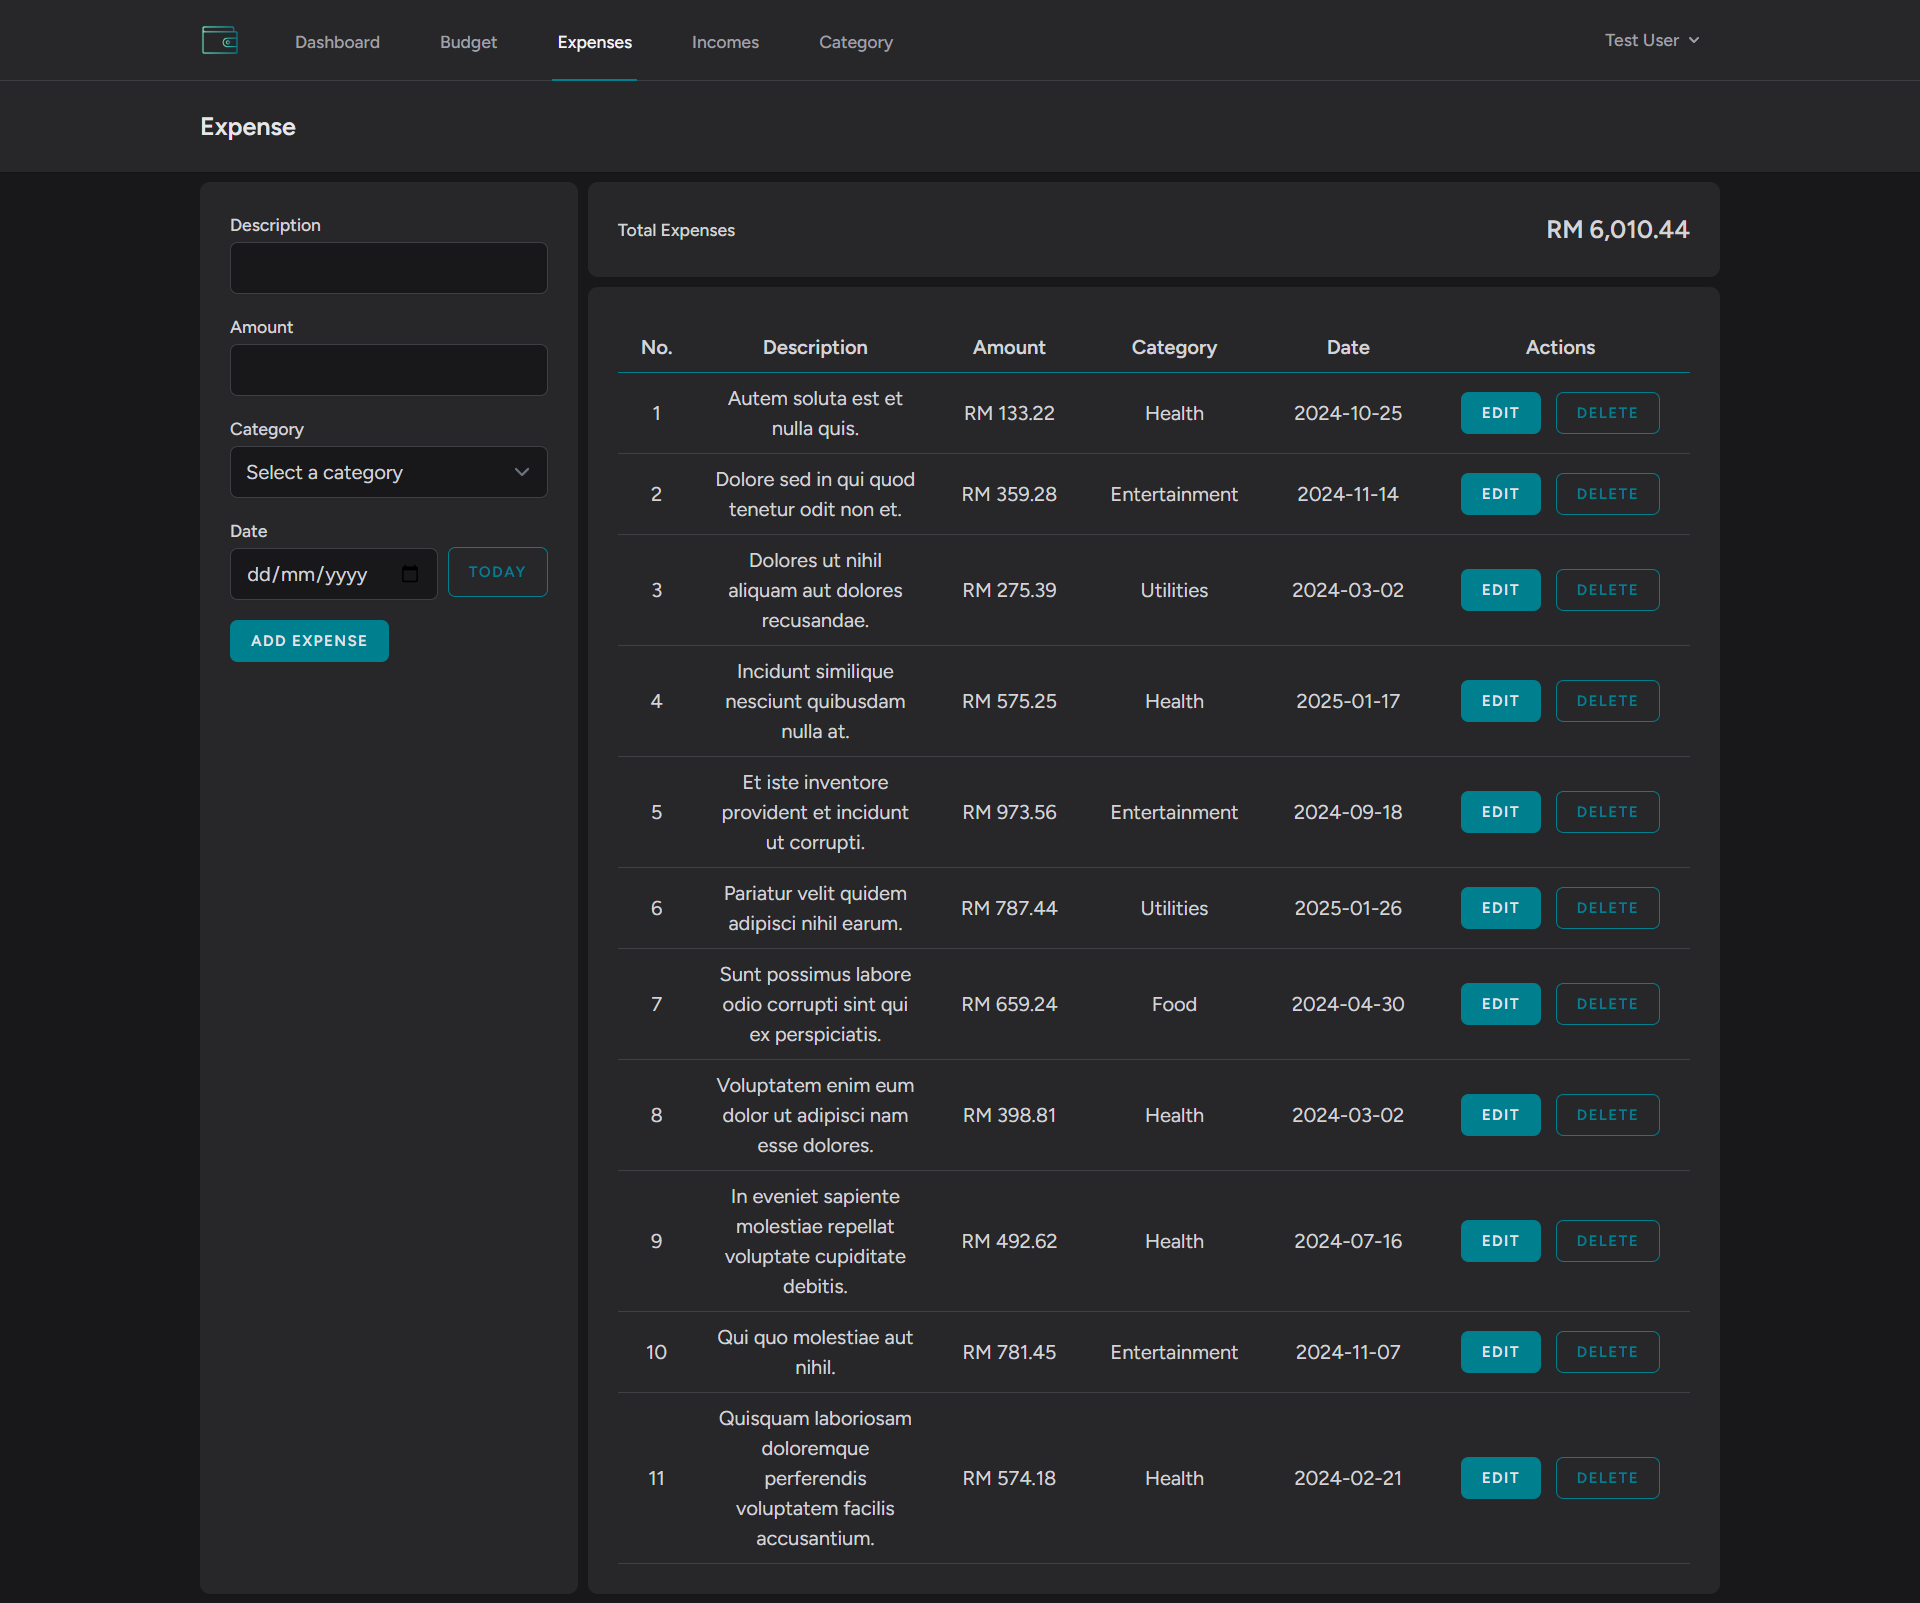 Dashboard Budget Expenses Incomes Category Test User
Expense
Description
Amount
Category
Select a category
Date
dd/mm/yyyy TODAY
ADD EXPENSE
Total Expenses RM 6,010.44
No. Description Amount Category Date Actions
1 Autem soluta est et nulla quis. RM 133.22 Health 2024-10-25 EDIT DELETE
2 Dolore sed in qui quod tenetur odit non et. RM 359.28 Entertainment 2024-11-14 EDIT DELETE
3 Dolores ut nihil aliquam aut dolores recusandae. RM 275.39 Utilities 2024-03-02 EDIT DELETE
4 Incidunt similique nesciunt quibusdam nulla at. RM 575.25 Health 2025-01-17 EDIT DELETE
5 Et iste inventore provident et incidunt ut corrupti. RM 973.56 Entertainment 2024-09-18 EDIT DELETE
6 Pariatur velit quidem adipisci nihil earum. RM 787.44 Utilities 2025-01-26 EDIT DELETE
7 Sunt possimus labore odio corrupti sint qui ex perspiciatis. RM 659.24 Food 2024-04-30 EDIT DELETE
8 Voluptatem enim eum dolor ut adipisci nam esse dolores. RM 398.81 Health 2024-03-02 EDIT DELETE
9 In eveniet sapiente molestiae repellat voluptate cupiditate debitis. RM 492.62 Health 2024-07-16 EDIT DELETE
10 Qui quo molestiae aut nihil. RM 781.45 Entertainment 2024-11-07 EDIT DELETE
11 Quisquam laboriosam doloremque perferendis voluptatem facilis accusantium. RM 574.18 Health 2024-02-21 EDIT DELETE